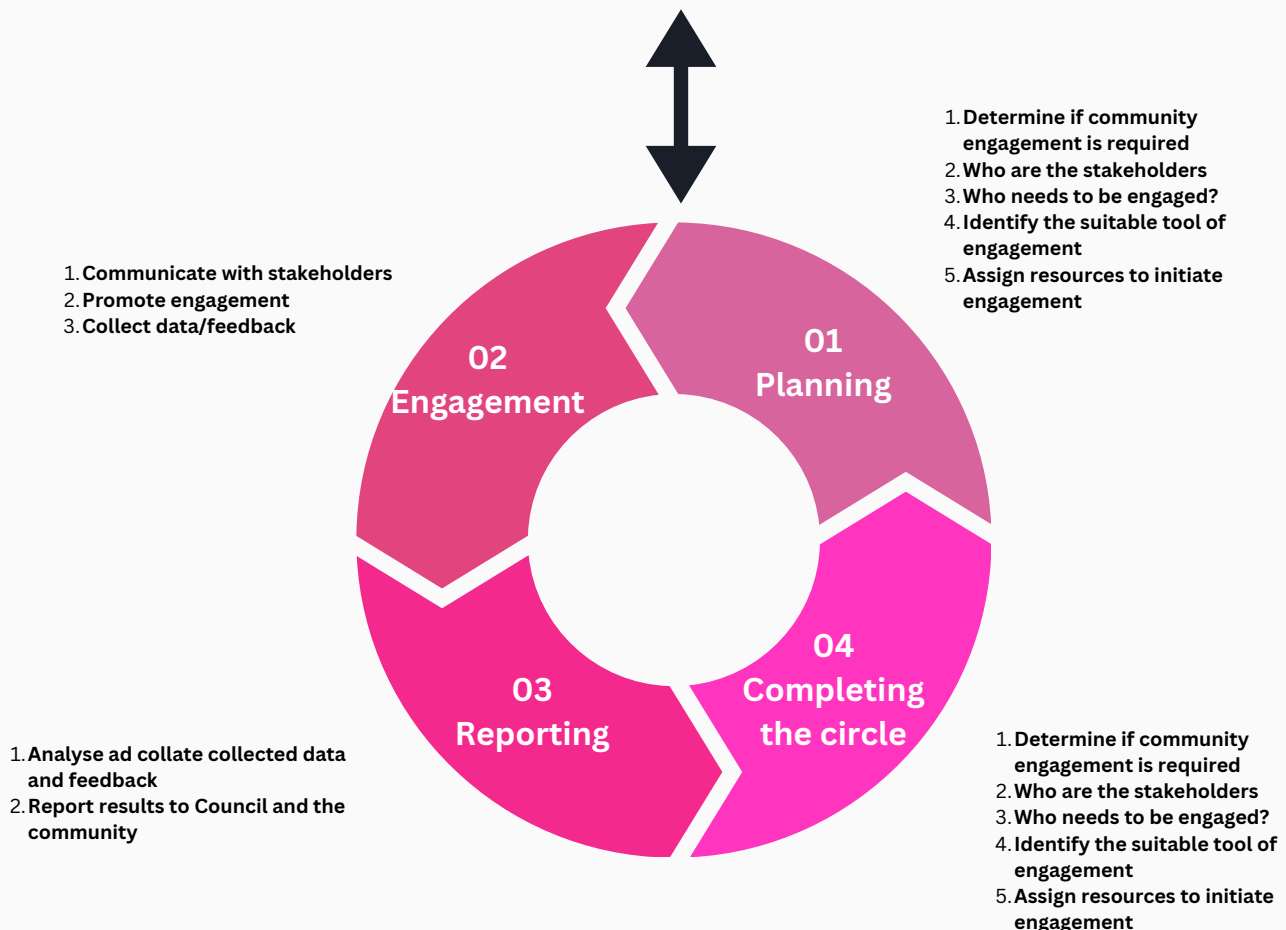 1. Determine if community
engagement is required
2. Who are the stakeholders
3. Who needs to be engaged?
4. Identify the suitable tool of
engagement
5. Assign resources to initiate
engagement
01
Planning
1. Communicate with stakeholders
2. Promote engagement
3. Collect data/feedback
02
Engagement
03
Reporting
1. Analyse ad collate collected data
and feedback
2. Report results to Council and the
community
04
Completing
the circle
1. Determine if community
engagement is required
2. Who are the stakeholders
3. Who needs to be engaged?
4. Identify the suitable tool of
engagement
5. Assign resources to initiate
engagement